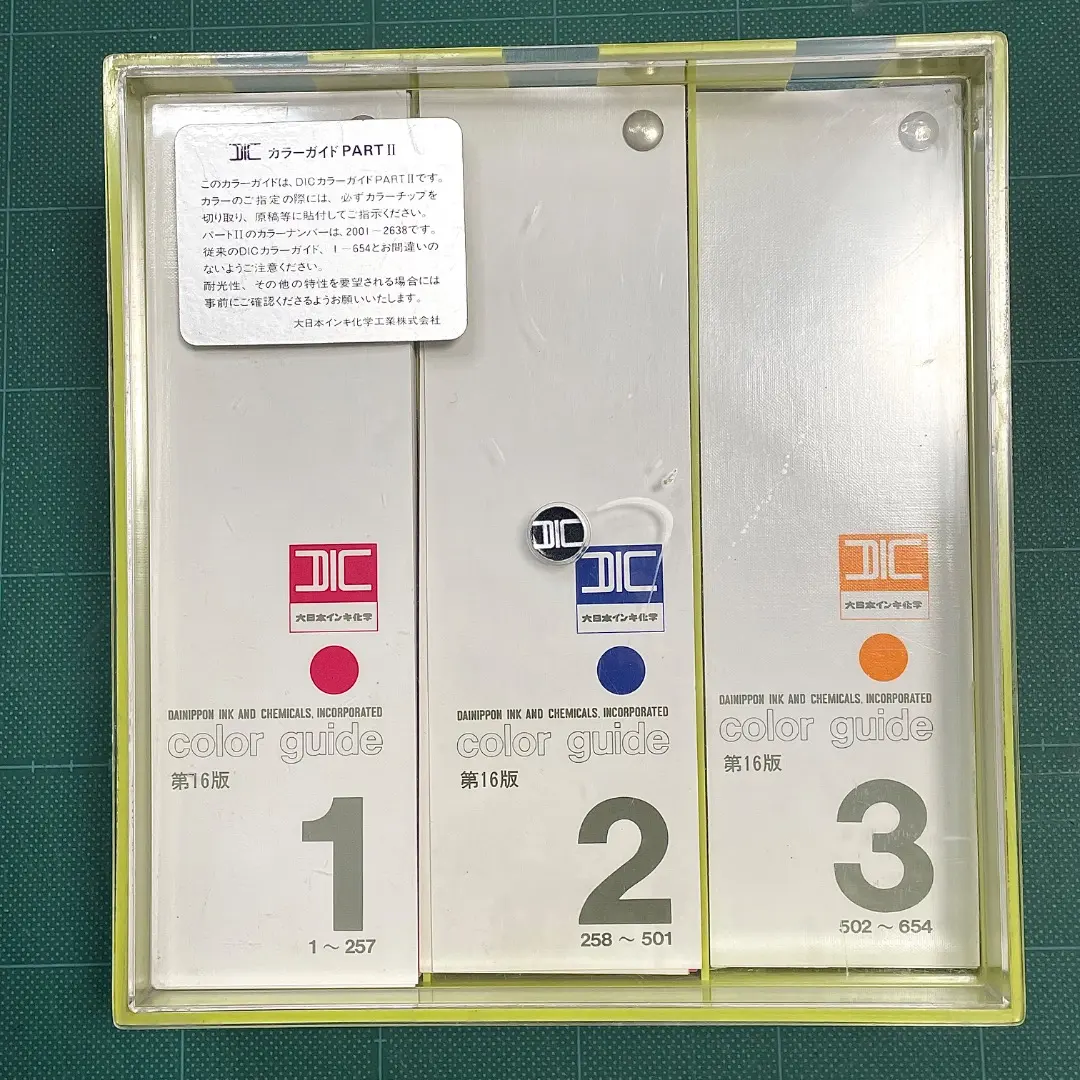 DIC カラーガイド PART II
このカラーガイドは、DICカラーガイドPARTIIです。
カラーのご指定の際には、必ずカラーチップを
切り取り、原稿等に貼付してご指示ください。
パートIIのカラーナンバーは、2001－2638です。
従来のDICカラーガイド、1－654とお間違いの
ないようご注意ください。
耐光性、その他の特性を要望される場合には
事前にご確認くださるようお願いいたします。
大日本インキ化学工業株式会社
DIC
DIC
大日本インキ化学
DAINIPPON INK AND CHEMICALS, INCORPORATED
color guide
第16版
1
1～257
DIC
大日本インキ化学
DAINIPPON INK AND CHEMICALS, INCORPORATED
color guide
第16版
2
258～501
DIC
大日本インキ化学
DAINIPPON INK AND CHEMICALS, INCORPORATED
color guide
第16版
3
502～654